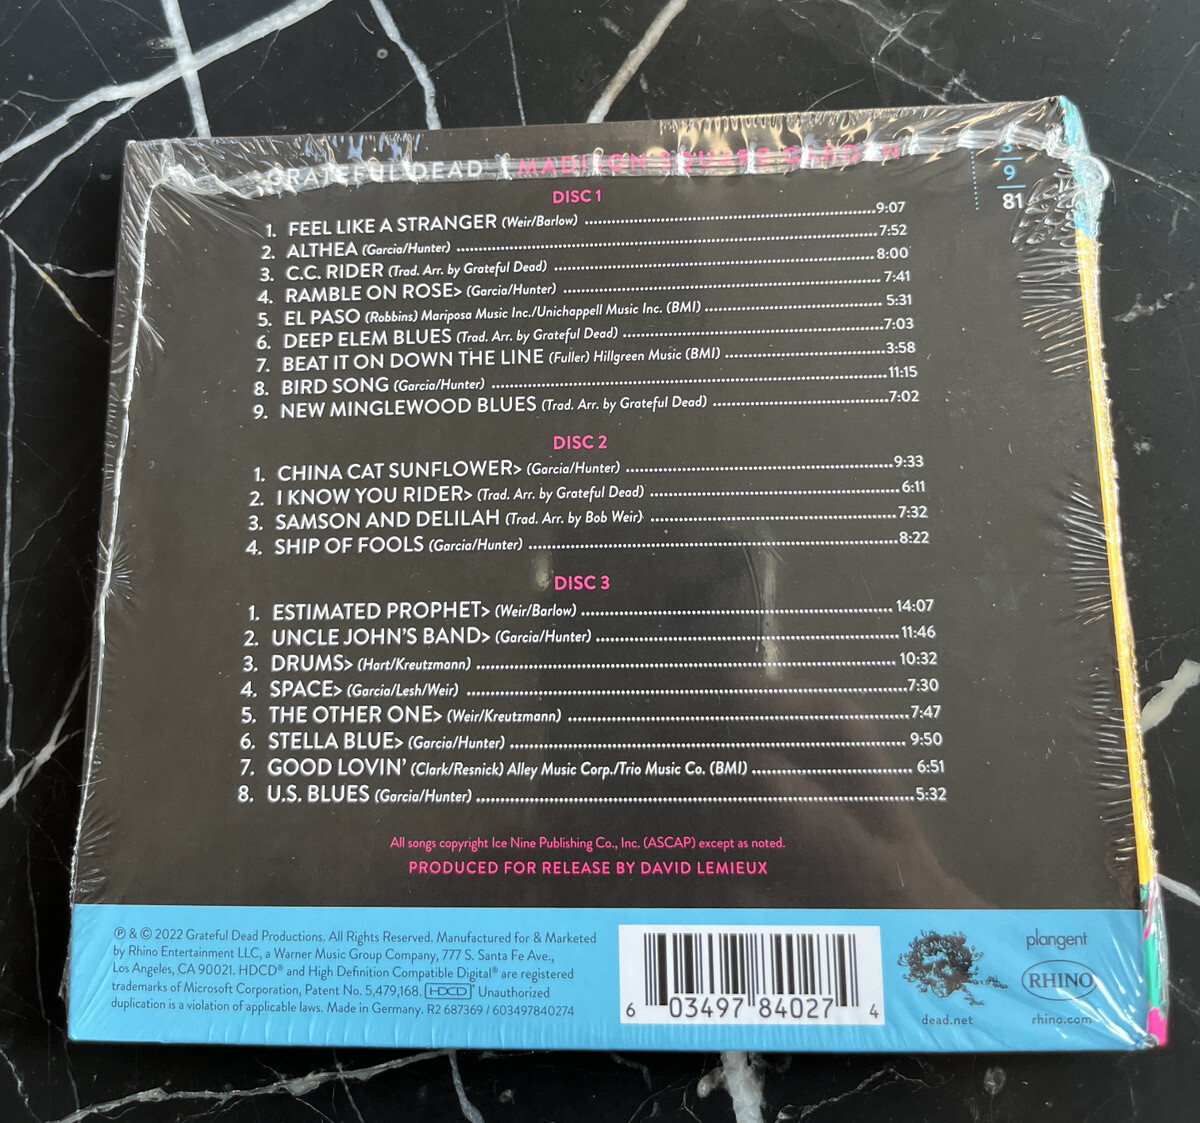 GRATEFUL DEAD | MADISON SQUARE GARDEN
3
9
81
DISC 1
1. FEEL LIKE A STRANGER (Weir/Barlow) 9:07
2. ALTHEA (Garcia/Hunter) 7:52
3. C.C. RIDER (Trad. Arr. by Grateful Dead) 8:00
4. RAMBLE ON ROSE> (Garcia/Hunter) 7:41
5. EL PASO (Robbins) Mariposa Music Inc./Unichappell Music Inc. (BMI) 5:31
6. DEEP ELEM BLUES (Trad. Arr. by Grateful Dead) 7:03
7. BEAT IT ON DOWN THE LINE (Fuller) Hillgreen Music (BMI) 3:58
8. BIRD SONG (Garcia/Hunter) 11:15
9. NEW MINGLEWOOD BLUES (Trad. Arr. by Grateful Dead) 7:02
DISC 2
1. CHINA CAT SUNFLOWER> (Garcia/Hunter) 9:33
2. I KNOW YOU RIDER> (Trad. Arr. by Grateful Dead) 6:11
3. SAMSON AND DELILAH (Trad. Arr. by Bob Weir) 7:32
4. SHIP OF FOOLS (Garcia/Hunter) 8:22
DISC 3
1. ESTIMATED PROPHET> (Weir/Barlow) 14:07
2. UNCLE JOHN'S BAND> (Garcia/Hunter) 11:46
3. DRUMS> (Hart/Kreutzmann) 10:32
4. SPACE> (Garcia/Lesh/Weir) 7:30
5. THE OTHER ONE> (Weir/Kreutzmann) 7:47
6. STELLA BLUE> (Garcia/Hunter) 9:50
7. GOOD LOVIN' (Clark/Resnick) Alley Music Corp./Trio Music Co. (BMI) 6:51
8. U.S. BLUES (Garcia/Hunter) 5:32
All songs copyright Ice Nine Publishing Co., Inc. (ASCAP) except as noted.
PRODUCED FOR RELEASE BY DAVID LEMIEUX
℗ & © 2022 Grateful Dead Productions. All Rights Reserved. Manufactured for & Marketed
by Rhino Entertainment LLC, a Warner Music Group Company, 777 S. Santa Fe Ave.,
Los Angeles, CA 90021. HDCD® and High Definition Compatible Digital® are registered
trademarks of Microsoft Corporation, Patent No. 5,479,168. HDCD® Unauthorized
duplication is a violation of applicable laws. Made in Germany. R2 687369 / 603497840274
6 03497 84027 4
dead.net
plangent
RHINO
rhino.com